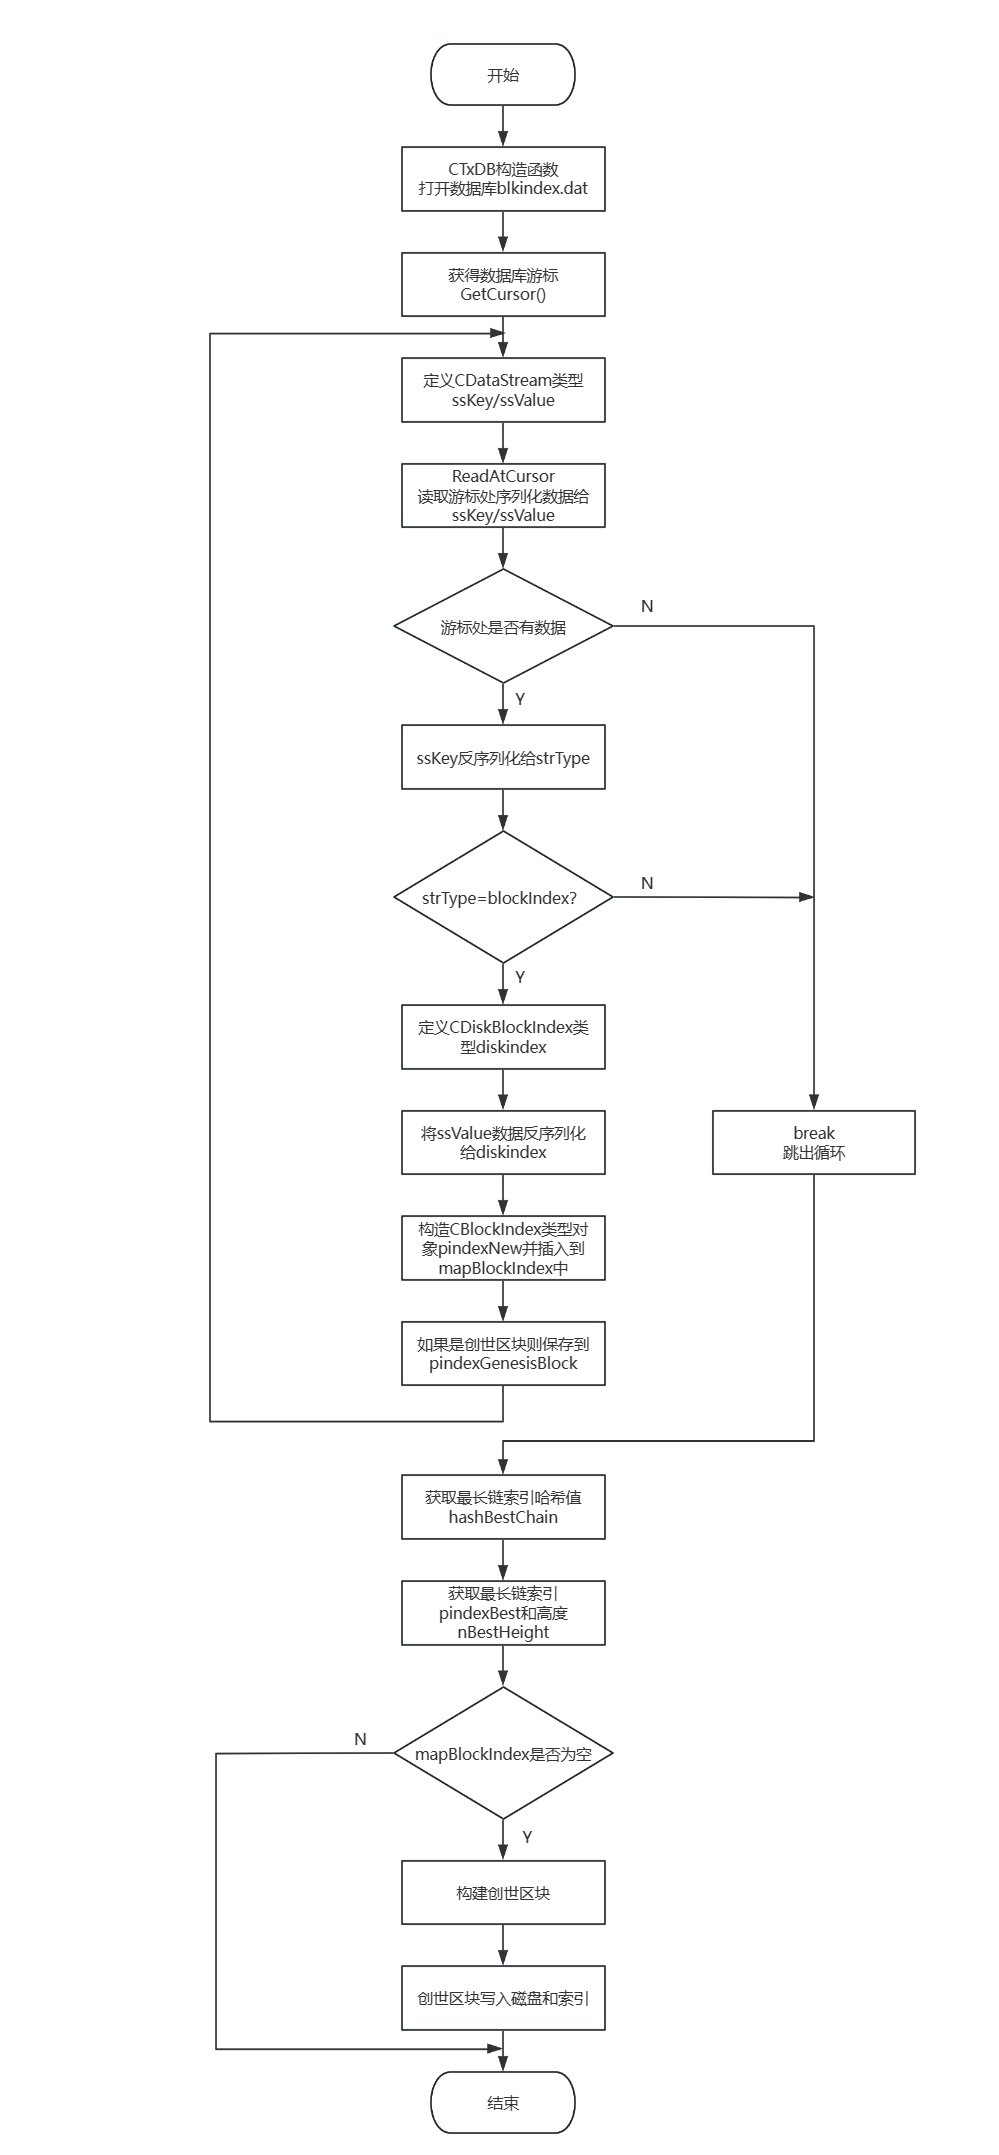 开始
CTxDB构造函数
打开数据库blkindex.dat
获得数据库游标
GetCursor()
定义CDataStream类型
ssKey/ssValue
ReadAtCursor
读取游标处序列化数据给
ssKey/ssValue
游标处是否有数据
N
Y
ssKey反序列化给strType
strType=blockIndex?
N
Y
定义CDiskBlockIndex类
型diskindex
将ssValue数据反序列化
给diskindex
break
跳出循环
构造CBlockIndex类型对
象pindexNew并插入到
mapBlockIndex中
如果是创世区块则保存到
pindexGenesisBlock
获取最长链索引哈希值
hashBestChain
获取最长链索引
pindexBest和高度
nBestHeight
mapBlockIndex是否为空
N
Y
构建创世区块
创世区块写入磁盘和索引
结束